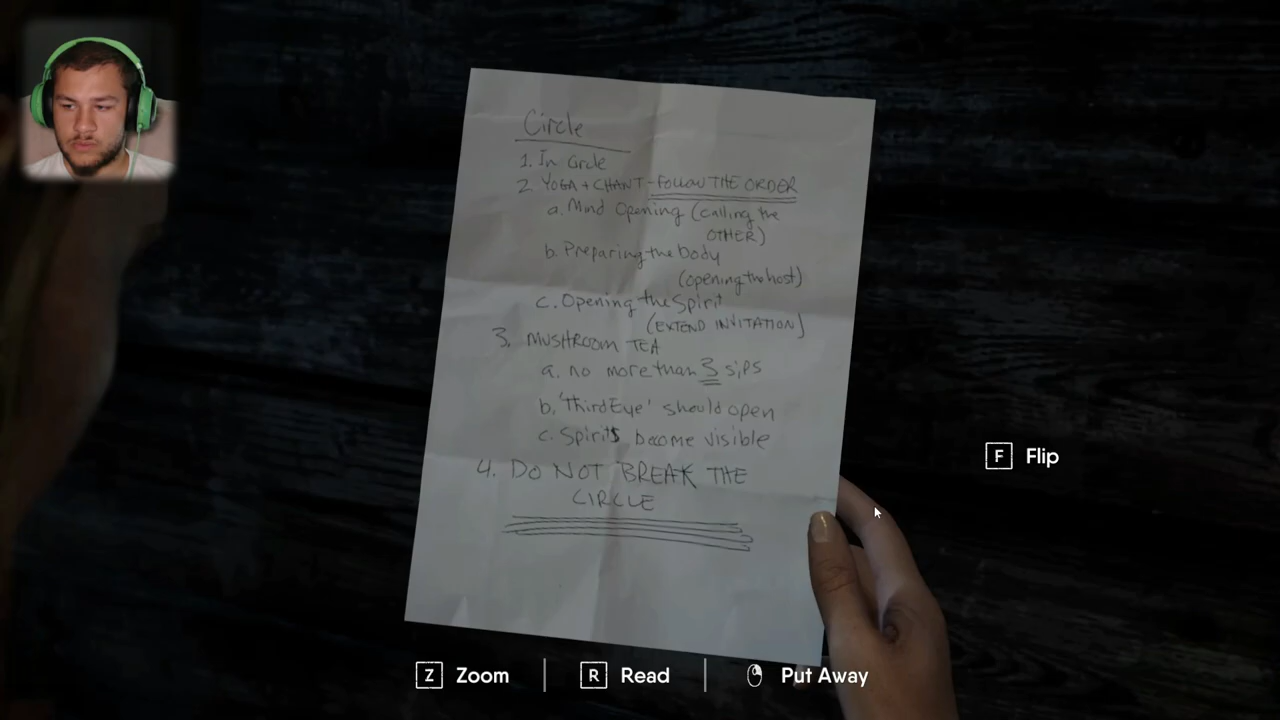 Circle
1. In Circle
2. YOGA + CHANT - FOLLOW THE ORDER
a. Mind Opening (calling the
OTHER)
b. Preparing the body
(opening the host)
c. Opening the Spirit
(EXTEND INVITATION)
3. MUSHROOM TEA
a. no more than 3 sips
b. 'Third Eye' should open
c. Spirits become visible
4. DO NOT BREAK THE
CIRCLE
F Flip
Z Zoom | R Read | Put Away